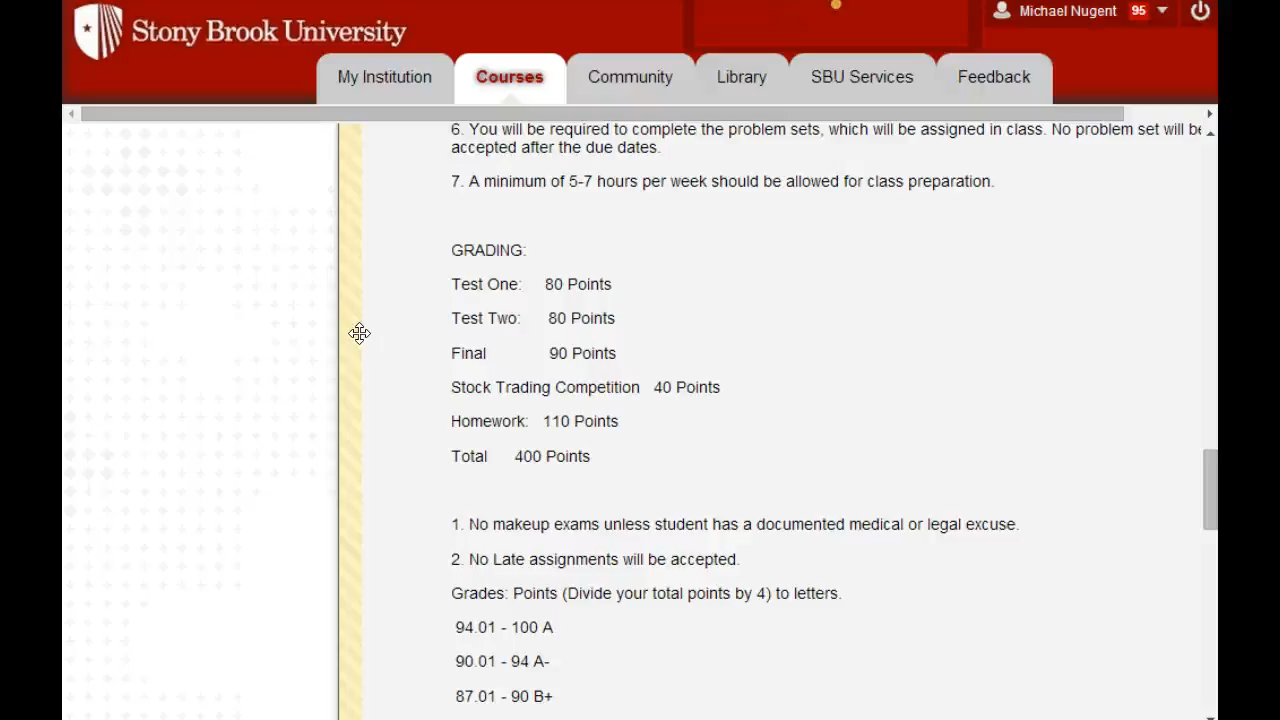 Stony Brook University
Michael Nugent 95
My Institution Courses Community Library SBU Services Feedback
6. You will be required to complete the problem sets, which will be assigned in class. No problem set will be
accepted after the due dates.
7. A minimum of 5-7 hours per week should be allowed for class preparation.
GRADING:
Test One: 80 Points
Test Two: 80 Points
Final 90 Points
Stock Trading Competition 40 Points
Homework: 110 Points
Total 400 Points
1. No makeup exams unless student has a documented medical or legal excuse.
2. No Late assignments will be accepted.
Grades: Points (Divide your total points by 4) to letters.
94.01 - 100 A
90.01 - 94 A-
87.01 - 90 B+